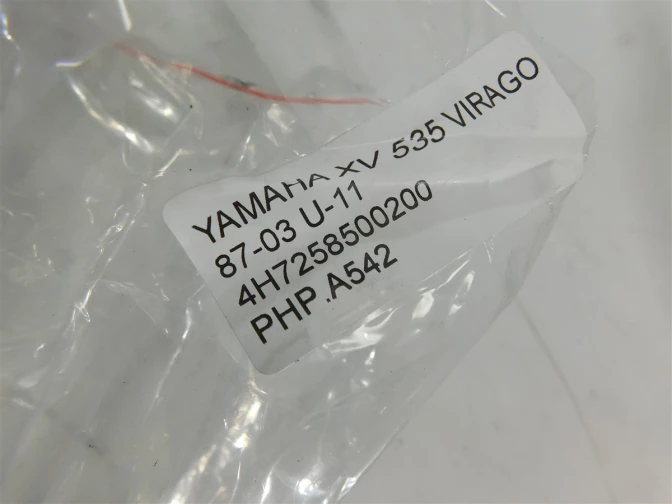 YAMAHA XV 535 VIRAGO
87-03 U-11
4H7258500200
PHP.A542